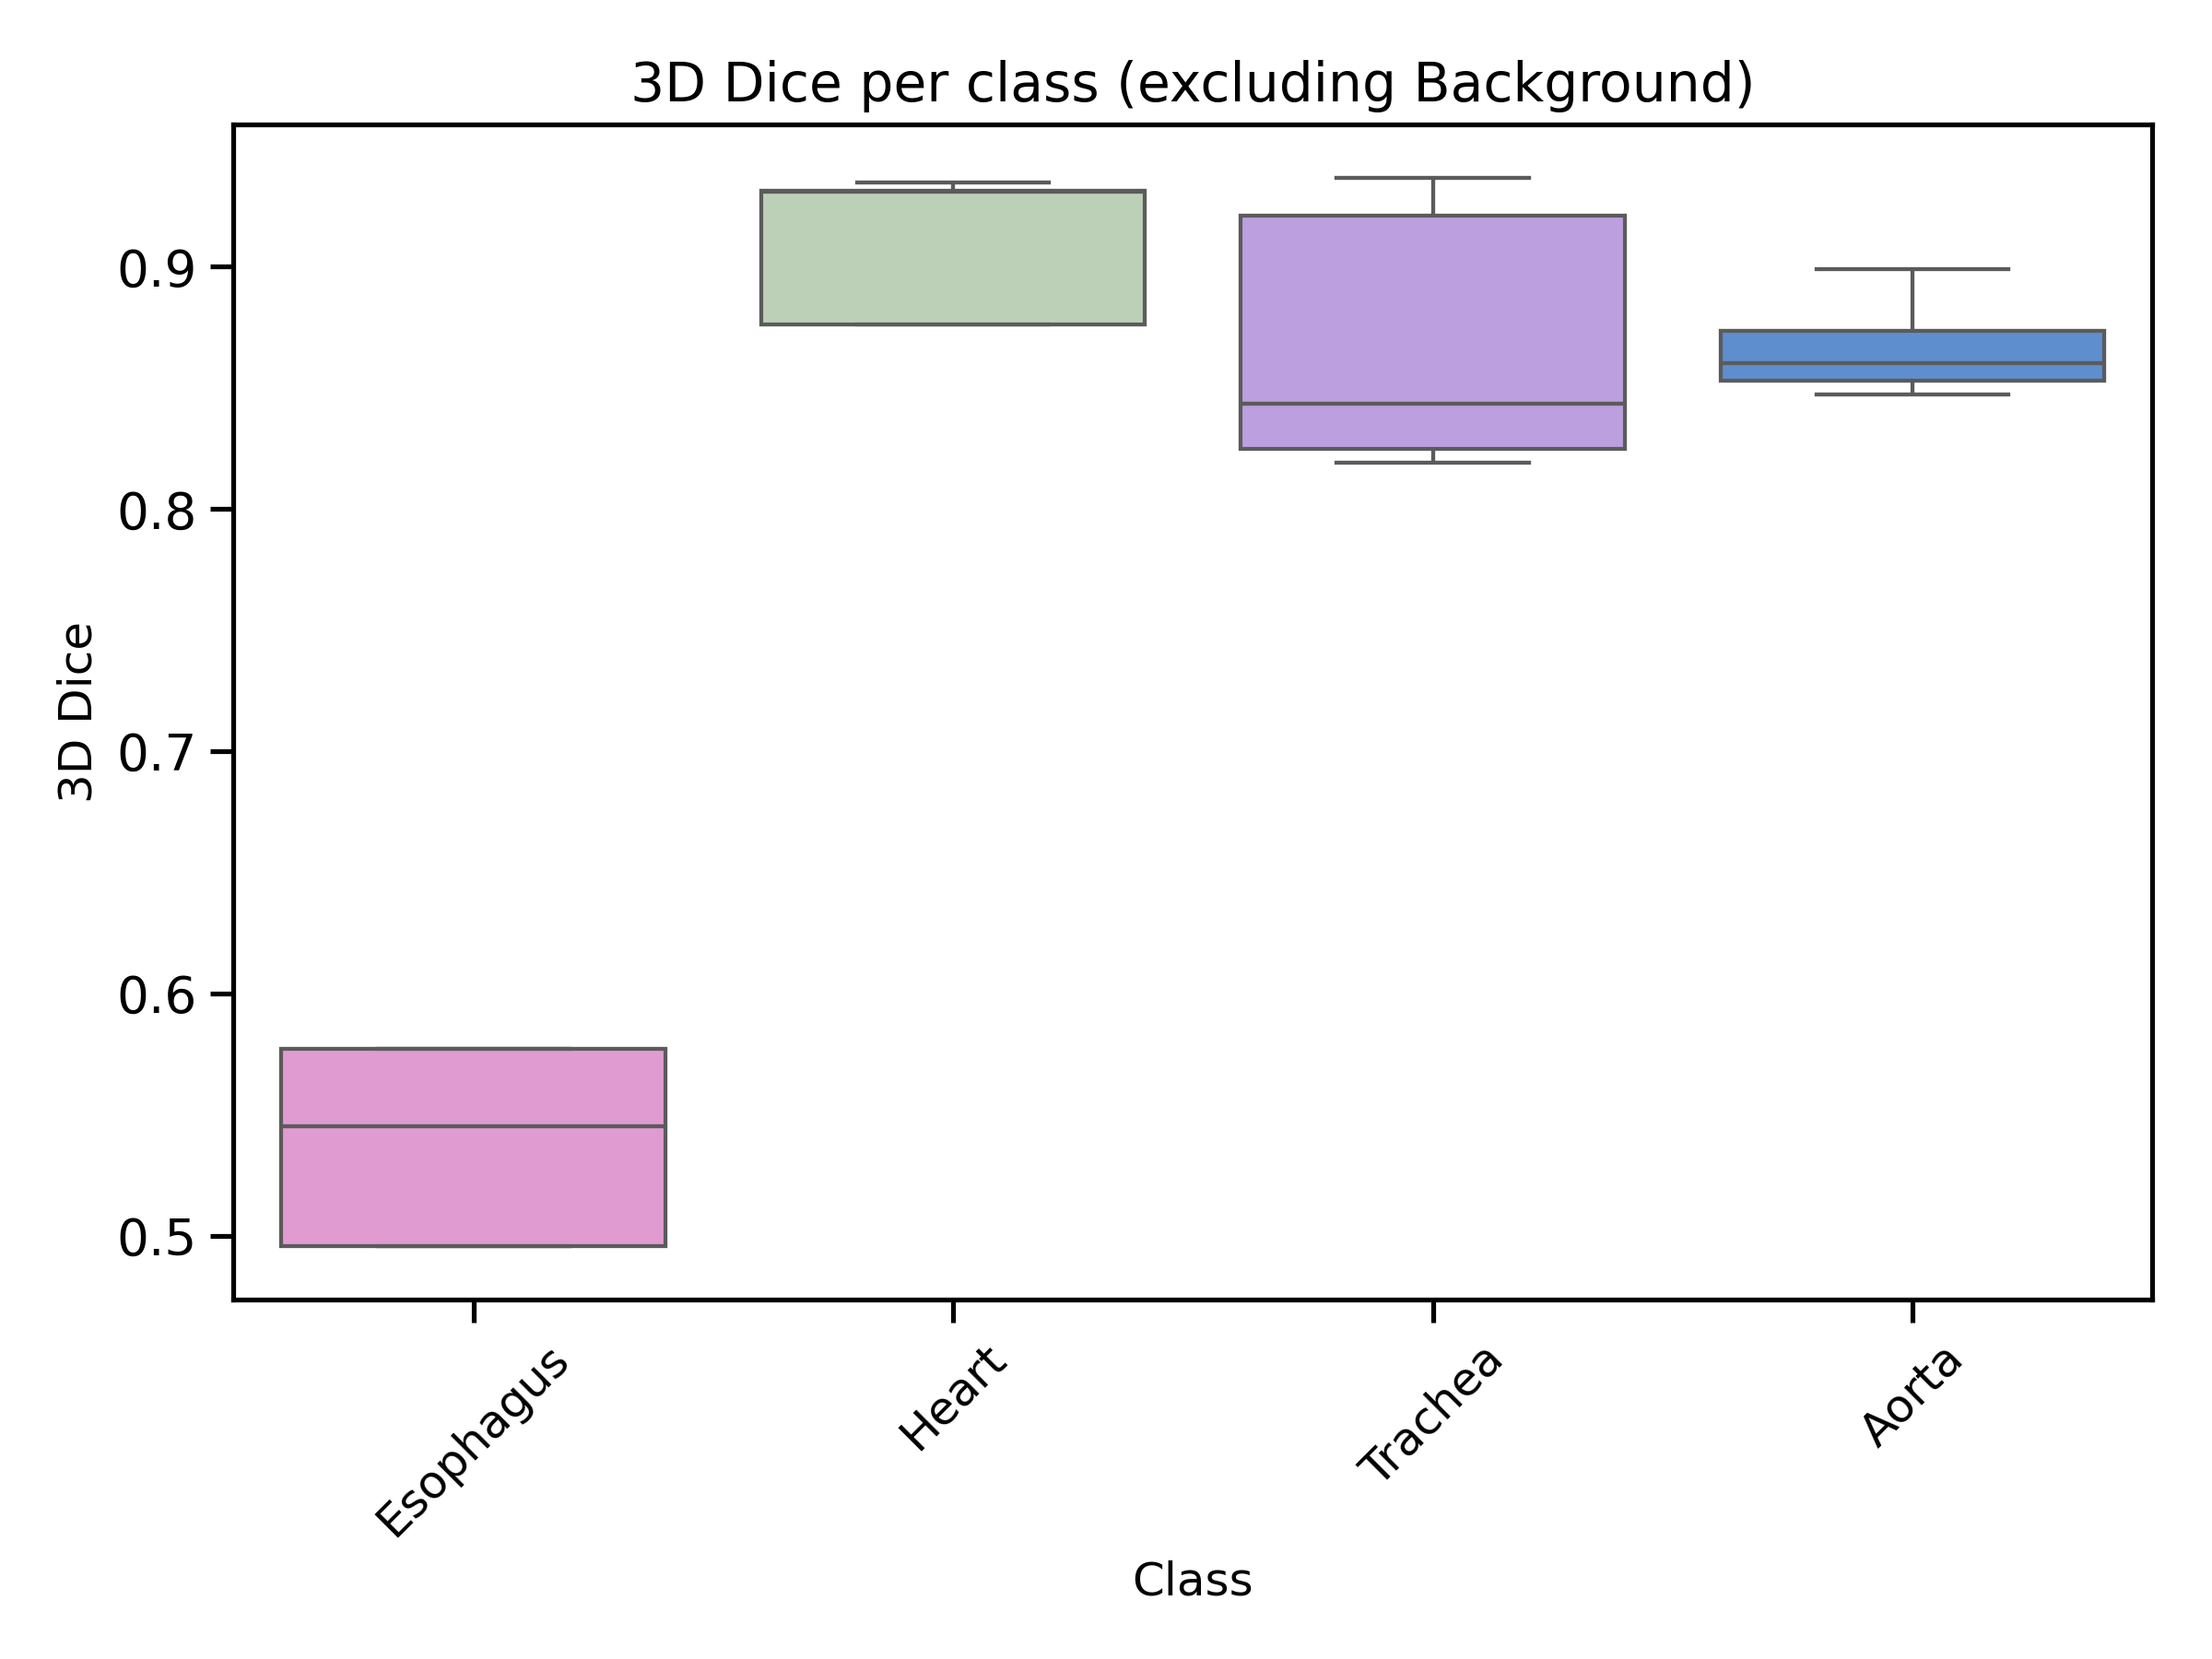 3D Dice per class (excluding Background)
3D Dice
0.9
0.8
0.7
0.6
0.5
Esophagus
Heart
Trachea
Aorta
Class